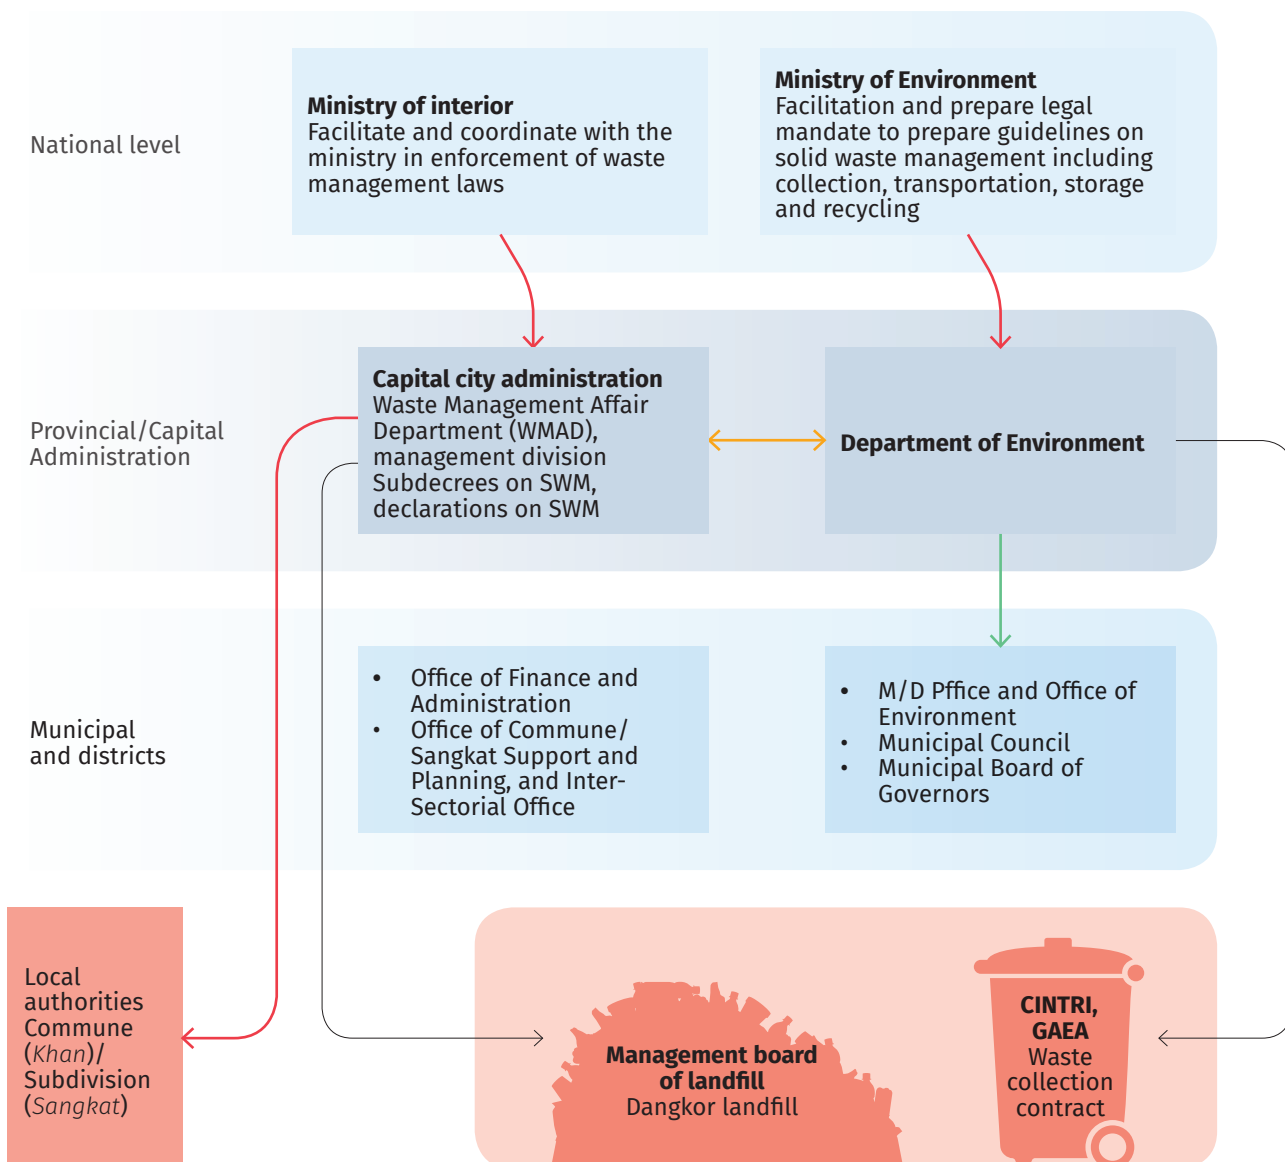 National level
Ministry of interior
Facilitate and coordinate with the
ministry in enforcement of waste
management laws
Ministry of Environment
Facilitation and prepare legal
mandate to prepare guidelines on
solid waste management including
collection, transportation, storage
and recycling
Provincial/Capital
Administration
Capital city administration
Waste Management Affair
Department (WMAD),
management division
Subdecrees on SWM,
declarations on SWM
Department of Environment
Municipal
and districts
• Office of Finance and
Administration
• Office of Commune/
Sangkat Support and
Planning, and Inter-
Sectorial Office
• M/D Pffice and Office of
Environment
• Municipal Council
• Municipal Board of
Governors
Local
authorities
Commune
(Khan)/
Subdivision
(Sangkat)
Management board
of landfill
Dangkor landfill
CINTRI,
GAEA
Waste
collection
contract